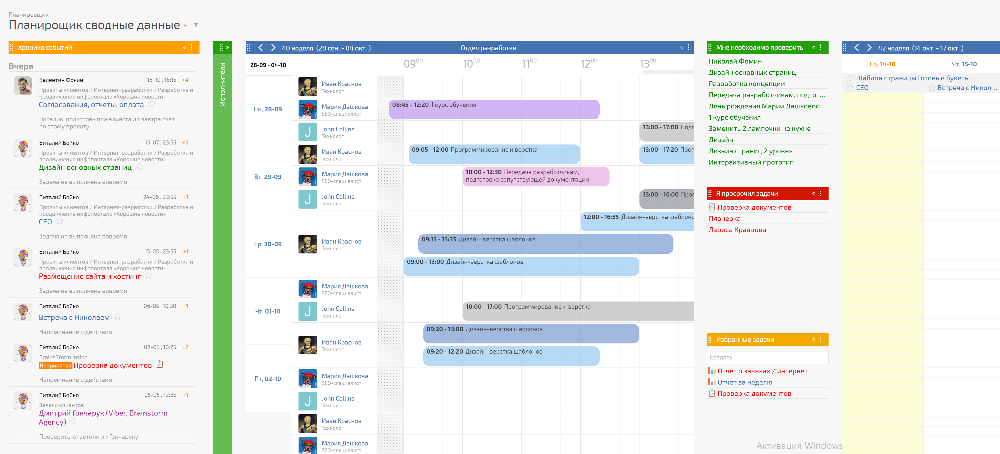 Планировщик
Планирощик сводные данные
Хроника событий
Вчера
Валентин Фокин 13-10 , 16:15 +4
Проекты клиентов / Интернет-разработки / Разработка и
продвижение инфопортала «Хорошие новости»
Согласования, отчеты, оплата
Виталик, подготовь пожалуйста до завтра счет
по этому проекту.
Виталий Бойко 15-07 , 23:55 +9
Проекты клиентов / Интернет-разработки / Разработка и
продвижение инфопортала «Хорошие новости»
Дизайн основных страниц
Задача не выполнена вовремя
Виталий Бойко 24-06 , 23:55 +1
Проекты клиентов / Интернет-разработки / Разработка и
продвижение инфопортала «Хорошие новости»
СЕО
Задача не выполнена вовремя
Виталий Бойко 15-05 , 23:55 +1
Проекты клиентов / Интернет-разработки / Разработка и
продвижение инфопортала «Хорошие новости»
Размещение сайта и хостинг
Задача не выполнена вовремя
Виталий Бойко 06-05 , 10:30 +1
Встреча с Николаем
Напоминание о действии
Виталий Бойко 06-05 , 10:25 +2
BrainsStorm inside
Непринятая Проверка документов
Напоминание о действии
Виталий Бойко 05-05 , 12:35 +1
Заявки клиентов
Дмитрий Гончарук (Viber, Brainstorm
Agency)
Проверить, ответили ли Гончаруку
Исполнители
40 неделя (28 сен. - 04 окт. ) Отдел разработки
28-09 - 04-10 09 00 10 00 11 00 12 00 13 00
Пн, 28-09
Иван Краснов
Технолог
Мария Дашкова
SEO-специалист
08:45 - 12:20 1 курс обучения
John Collins
Технолог
13:00 - 17:00 Подг
Вт, 29-09
Иван Краснов
Технолог
09:05 - 12:00 Программирование и верстка
13:00 - 17:20 Прог
Мария Дашкова
SEO-специалист
10:00 - 12:30 Передача разработчикам,
подготовка сопутствующей документации
John Collins
Технолог
13:00 - 16:00 Прог
Ср, 30-09
Иван Краснов
Технолог
12:00 - 16:35 Дизайн-верстка шаблоно
09:15 - 13:35 Дизайн-верстка шаблонов
09:00 - 13:00 Дизайн-верстка шаблонов
Чт, 01-10
Мария Дашкова
SEO-специалист
John Collins
Технолог
10:00 - 17:00 Программирование и верстка
Иван Краснов
Технолог
09:20 - 13:00 Дизайн-верстка шаблонов
09:20 - 12:20 Дизайн-верстка шаблонов
Пт, 02-10
Мария Дашкова
SEO-специалист
John Collins
Технолог
Иван Краснов
Технолог
Мария Дашкова
SEO-специалист
Мне необходимо проверить
Николай Фомин
Дизайн основных страниц
Разработка концепции
Передача разработчикам, подгот...
День рождения Марии Дашковой
1 курс обучения
Заменить 2 лампочки на кухне
Дизайн
Дизайн страниц 2 уровня
Интерактивный прототип
Я просрочил задачи
Проверка документов
Планерка
Лариса Кравцова
Избранные задачи
Создать
Отчет о заявках / интернет
Отчет за неделю
Проверка документов
42 неделя (14 окт. - 17 окт. )
Ср, 14-10 Чт, 15-10
Шаблон страницы Готовые букеты
СЕО Встреча с Никол...
Активация Windows